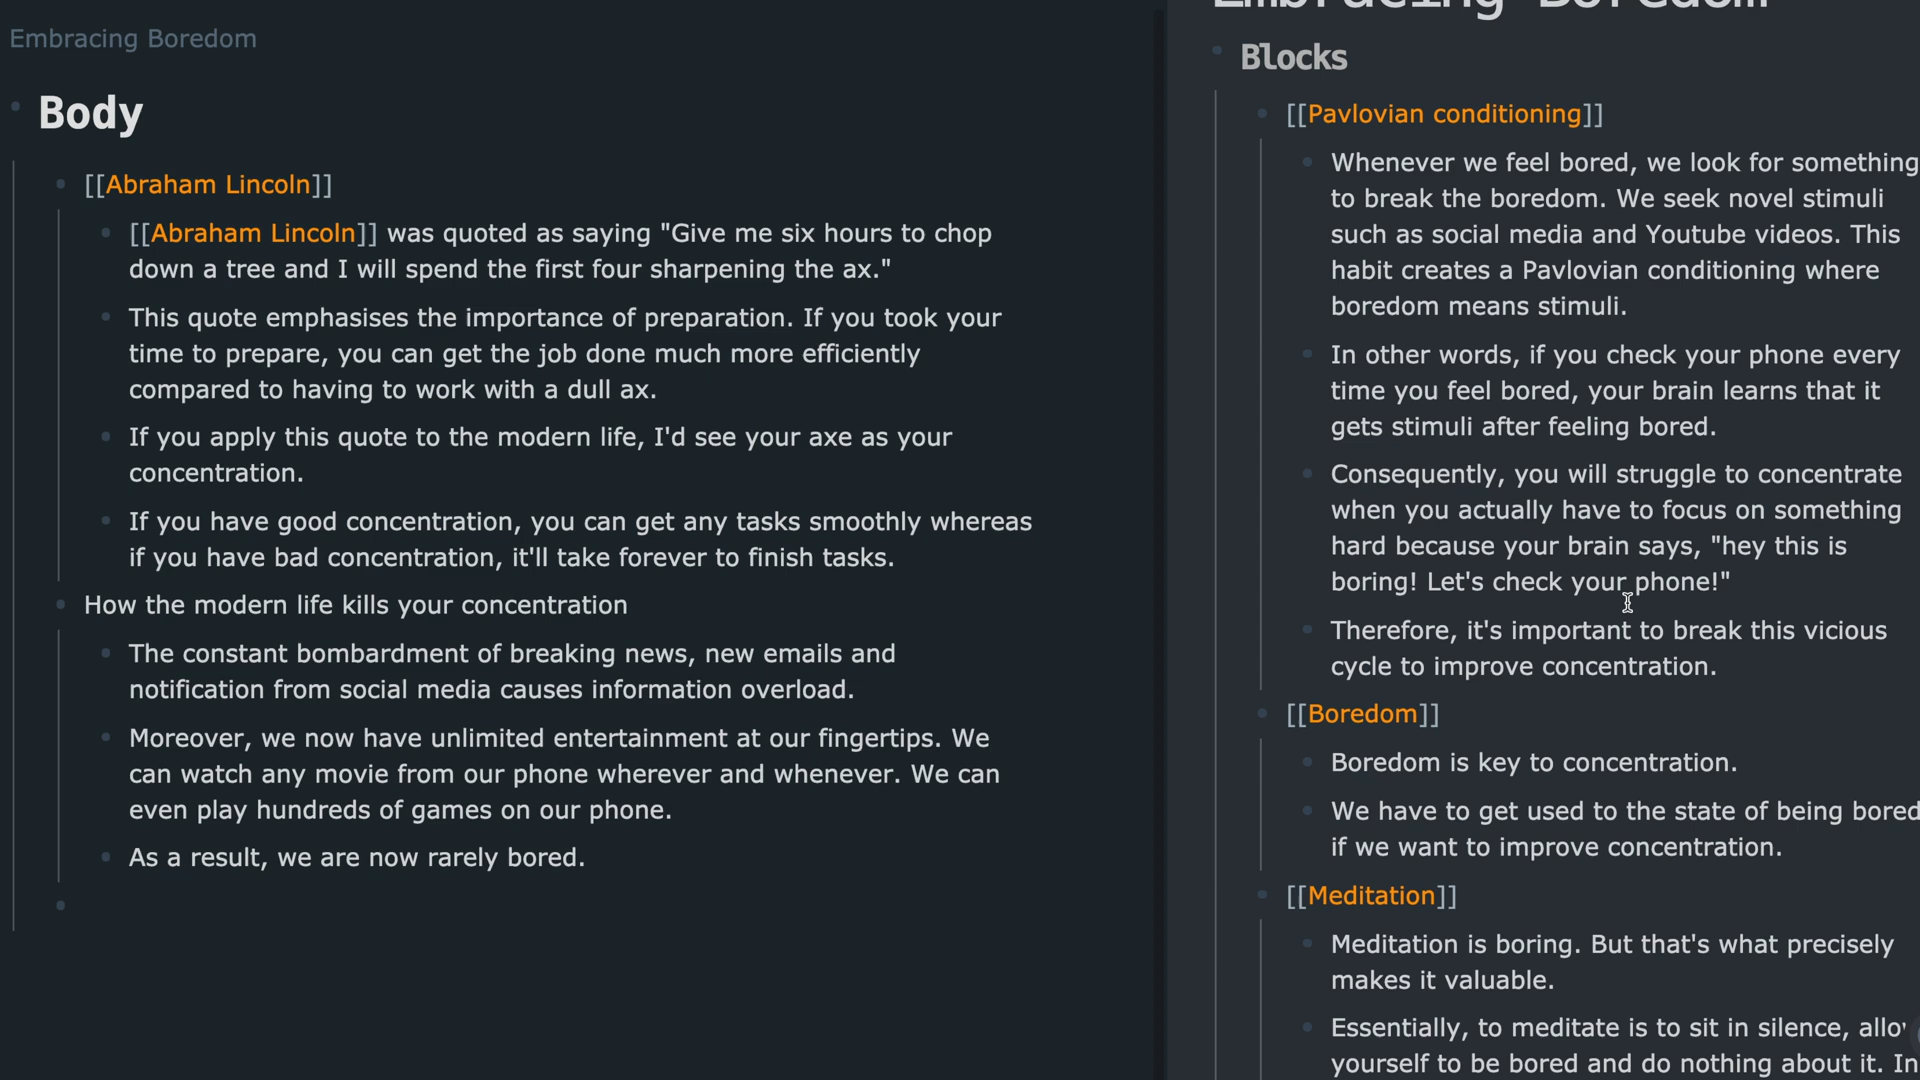 Embracing Boredom
Body
[[Abraham Lincoln]]
[[Abraham Lincoln]] was quoted as saying "Give me six hours to chop
down a tree and I will spend the first four sharpening the ax."
This quote emphasises the importance of preparation. If you took your
time to prepare, you can get the job done much more efficiently
compared to having to work with a dull ax.
If you apply this quote to the modern life, I'd see your axe as your
concentration.
If you have good concentration, you can get any tasks smoothly whereas
if you have bad concentration, it'll take forever to finish tasks.
How the modern life kills your concentration
The constant bombardment of breaking news, new emails and
notification from social media causes information overload.
Moreover, we now have unlimited entertainment at our fingertips. We
can watch any movie from our phone wherever and whenever. We can
even play hundreds of games on our phone.
As a result, we are now rarely bored.
Embracing Boredom
Blocks
[[Pavlovian conditioning]]
Whenever we feel bored, we look for something
to break the boredom. We seek novel stimuli
such as social media and Youtube videos. This
habit creates a Pavlovian conditioning where
boredom means stimuli.
In other words, if you check your phone every
time you feel bored, your brain learns that it
gets stimuli after feeling bored.
Consequently, you will struggle to concentrate
when you actually have to focus on something
hard because your brain says, "hey this is
boring! Let's check your phone!"
Therefore, it's important to break this vicious
cycle to improve concentration.
[[Boredom]]
Boredom is key to concentration.
We have to get used to the state of being bored
if we want to improve concentration.
[[Meditation]]
Meditation is boring. But that's what precisely
makes it valuable.
Essentially, to meditate is to sit in silence, allo
yourself to be bored and do nothing about it. In